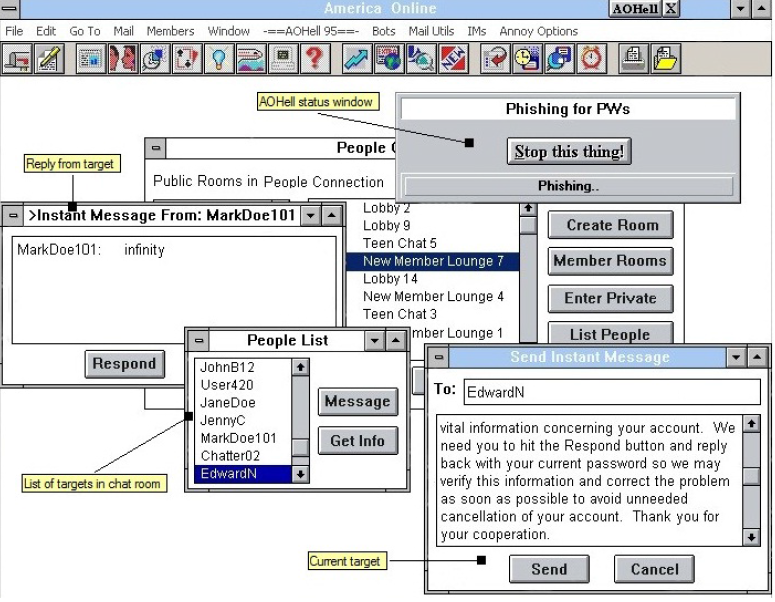 America Online
AOHell X
File Edit Go To Mail Members Window -==AOHell 95==- Bots Mail Utils IMs Annoy Options
AOHell status window
Phishing for PWs
Stop this thing!
Phishing..
Reply from target
People C
Public Rooms in People Connection
>Instant Message From: MarkDoe101
MarkDoe101: infinity
Respond
Lobby 2
Lobby 9
Teen Chat 5
New Member Lounge 7
Lobby 14
New Member Lounge 4
Teen Chat 3
mber Lounge 1
Create Room
Member Rooms
Enter Private
List People
People List
JohnB12
User420
JaneDoe
JennyC
MarkDoe101
Chatter02
EdwardN
Message
Get Info
List of targets in chat room
Send Instant Message
To: EdwardN
vital information concerning your account. We
need you to hit the Respond button and reply
back with your current password so we may
verify this information and correct the problem
as soon as possible to avoid unneeded
cancellation of your account. Thank you for
your cooperation.
Current target
Send Cancel